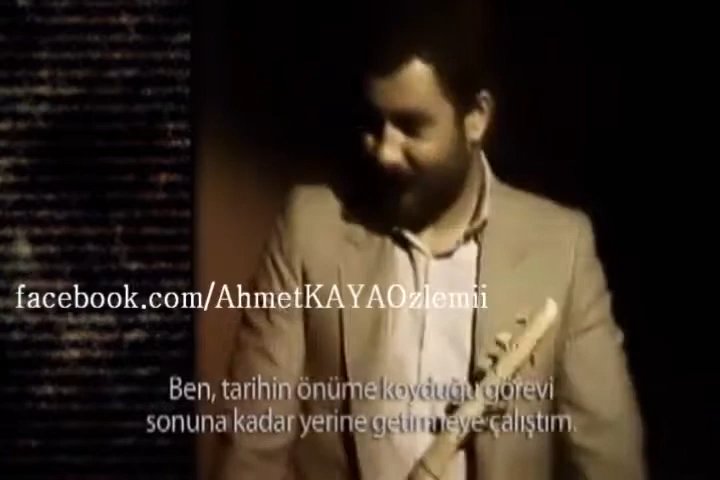 facebook.com/AhmetKAYAOzlemii
Ben, tarihin önüme koyduğu görevi
sonuna kadar yerine getirmeye çalıştım.